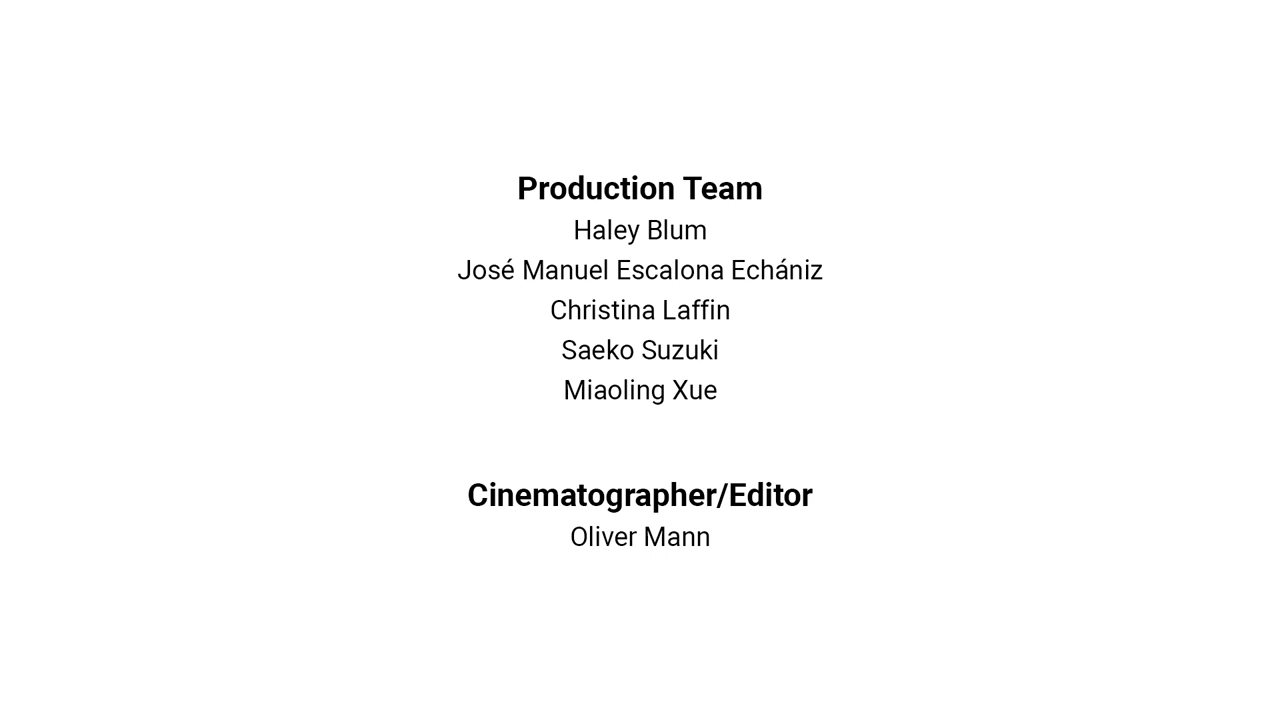 Production Team
Haley Blum
José Manuel Escalona Echániz
Christina Laffin
Saeko Suzuki
Miaoling Xue
Cinematographer/Editor
Oliver Mann